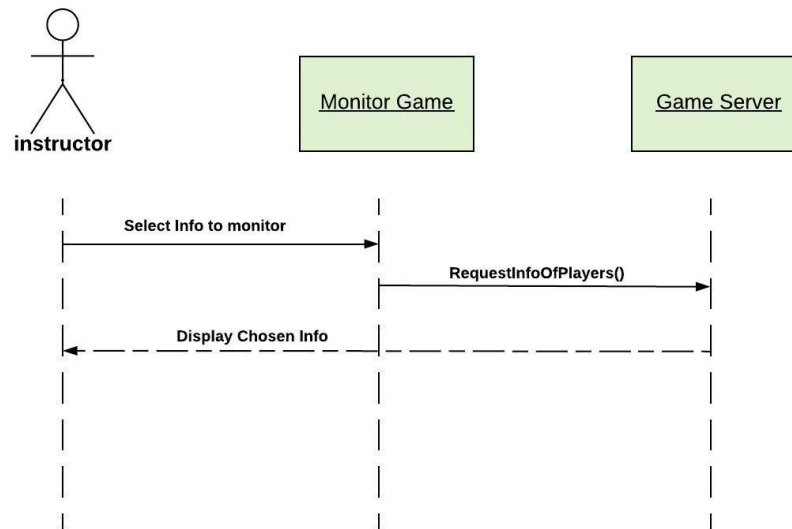 instructor
Monitor Game
Game Server
Select Info to monitor
RequestInfoOfPlayers()
Display Chosen Info